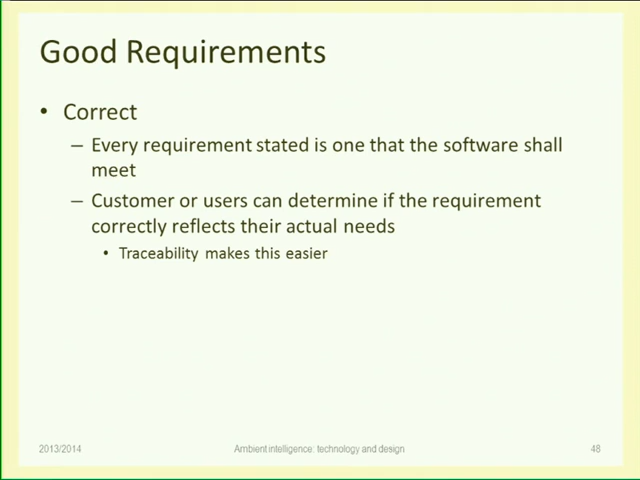 Good Requirements
• Correct
– Every requirement stated is one that the software shall
meet
– Customer or users can determine if the requirement
correctly reflects their actual needs
• Traceability makes this easier
2013/2014
Ambient intelligence: technology and design
48